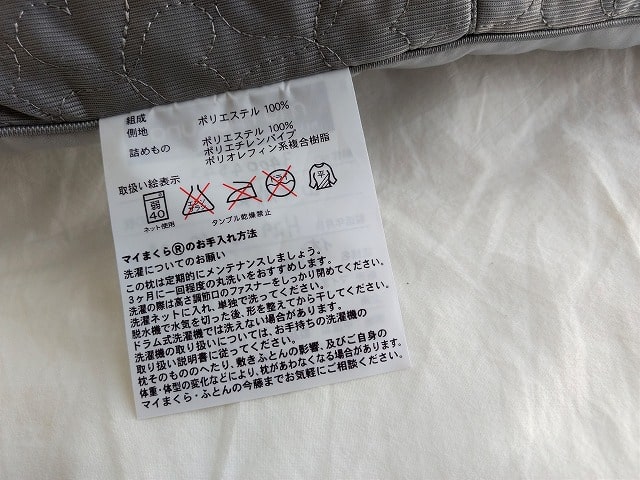 組成
側地 ポリエステル 100%
詰めもの ポリエステル 100%
ポリエチレンパイプ
ポリオレフィン系複合樹脂
取扱い絵表示
弱
40
エンソ
ドライ
平
ネット使用
タンブル乾燥禁止
マイまくら®のお手入れ方法
洗濯についてのお願い
この枕は定期的にメンテナンスしましょう。
3ヶ月に一回程度の丸洗いをおすすめします。
洗濯の際は高さ調節口のファスナーをしっかり閉めてください。
洗濯ネットに入れ、単独で洗ってください。
脱水機で水気を切った後、形を整えてから干してください。
ドラム式洗濯機では洗えない場合があります。
洗濯機の取り扱いについては、お手持ちの洗濯機の
取り扱い説明書に従ってください。
枕そのもののへたり、敷きふとんの影響、及びご自身の
体重・体型の変化などにより、枕があわなくなる場合があります。
マイまくら・ふとんの今藤までお気軽にご相談ください。